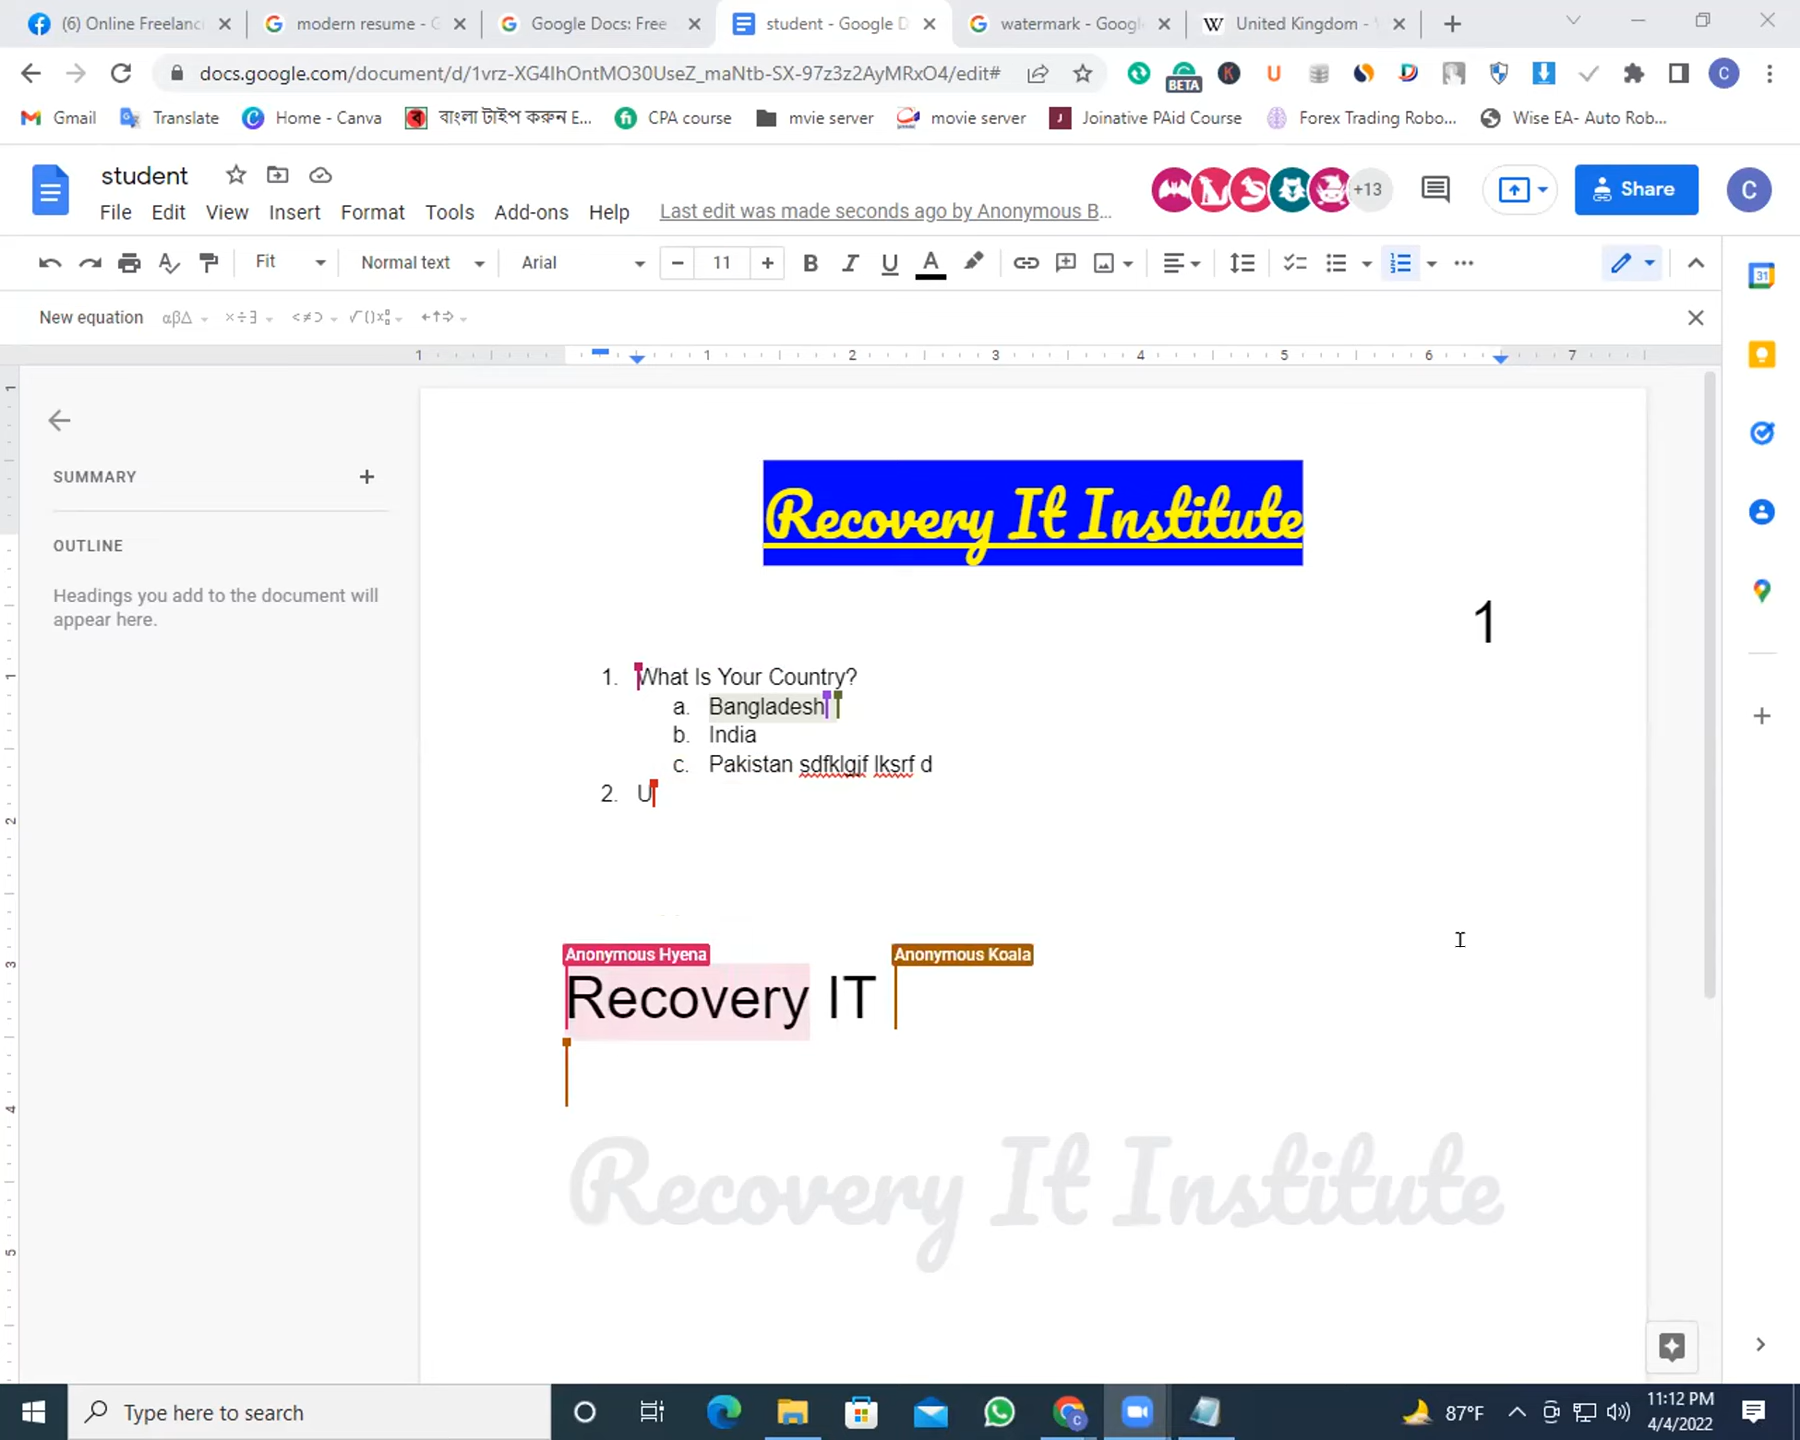 (6) Online Freelanc
modern resume - G
Google Docs: Free
student - Google D
watermark - Googl
United Kingdom -
docs.google.com/document/d/1vrz-XG4IhOntMO30UseZ_maNtb-SX-97z3z2AyMRxO4/edit#
BETA
Gmail
Translate
Home - Canva
বাংলা টাইপ করুন E...
CPA course
mvie server
movie server
Joinative PAid Course
Forex Trading Robo...
Wise EA- Auto Rob...
student
+13
Share
C
File Edit View Insert Format Tools Add-ons Help
Last edit was made seconds ago by Anonymous B...
Fit
Normal text
Arial
11
B I U A
New equation
SUMMARY
OUTLINE
Headings you add to the document will
appear here.
Recovery It Institute
1
1. What Is Your Country?
a. Bangladesh
b. India
c. Pakistan sdfklgjf lksrf d
2. U
Anonymous Hyena
Anonymous Koala
Recovery IT
Recovery It Institute
Type here to search
87°F
11:12 PM
4/4/2022